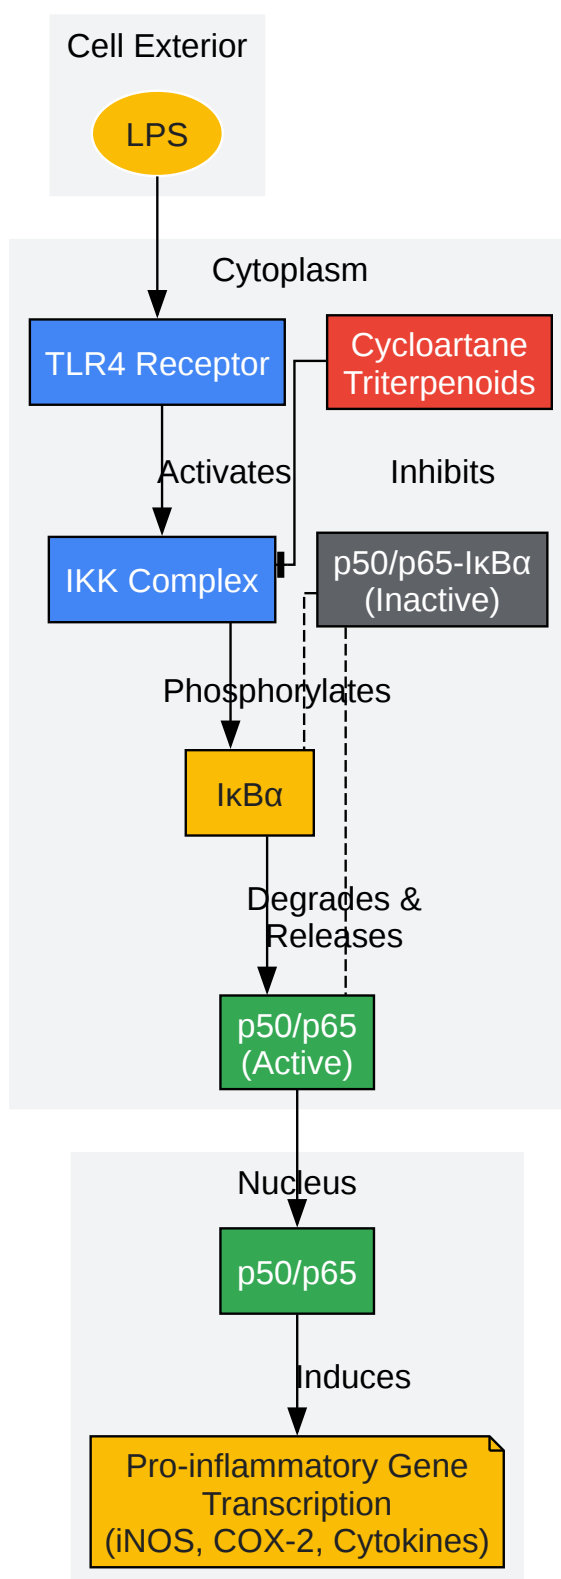 Cell Exterior
LPS
Cytoplasm
TLR4 Receptor
Cycloartane
Triterpenoids
Activates
Inhibits
IKK Complex
p50/p65-IκBα
(Inactive)
Phosphorylates
IκBα
Degrades &
Releases
p50/p65
(Active)
Nucleus
p50/p65
Induces
Pro-inflammatory Gene
Transcription
(iNOS, COX-2, Cytokines)